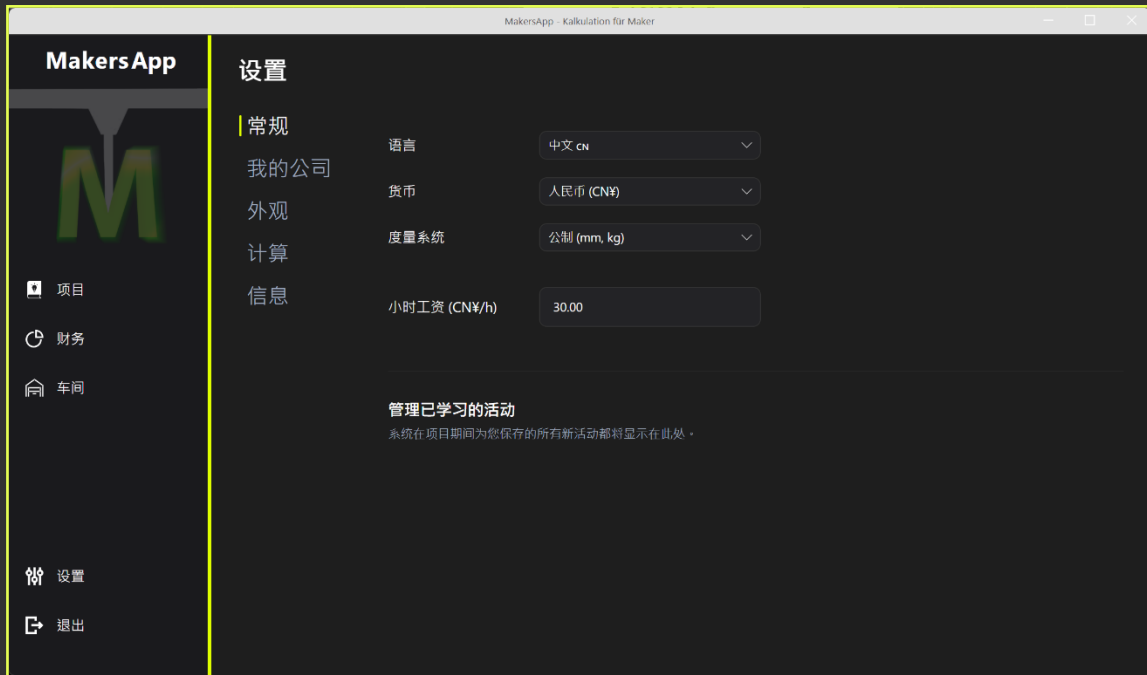 MakersApp - Kalkulation für Maker
MakersApp
M
项目
财务
车间
设置
退出
设置
常规
我的公司
外观
计算
信息
语言
中文 CN
货币
人民币 (CN¥)
度量系统
公制 (mm, kg)
小时工资 (CN¥/h)
30.00
管理已学习的活动
系统在项目期间为您保存的所有新活动都将显示在此处。